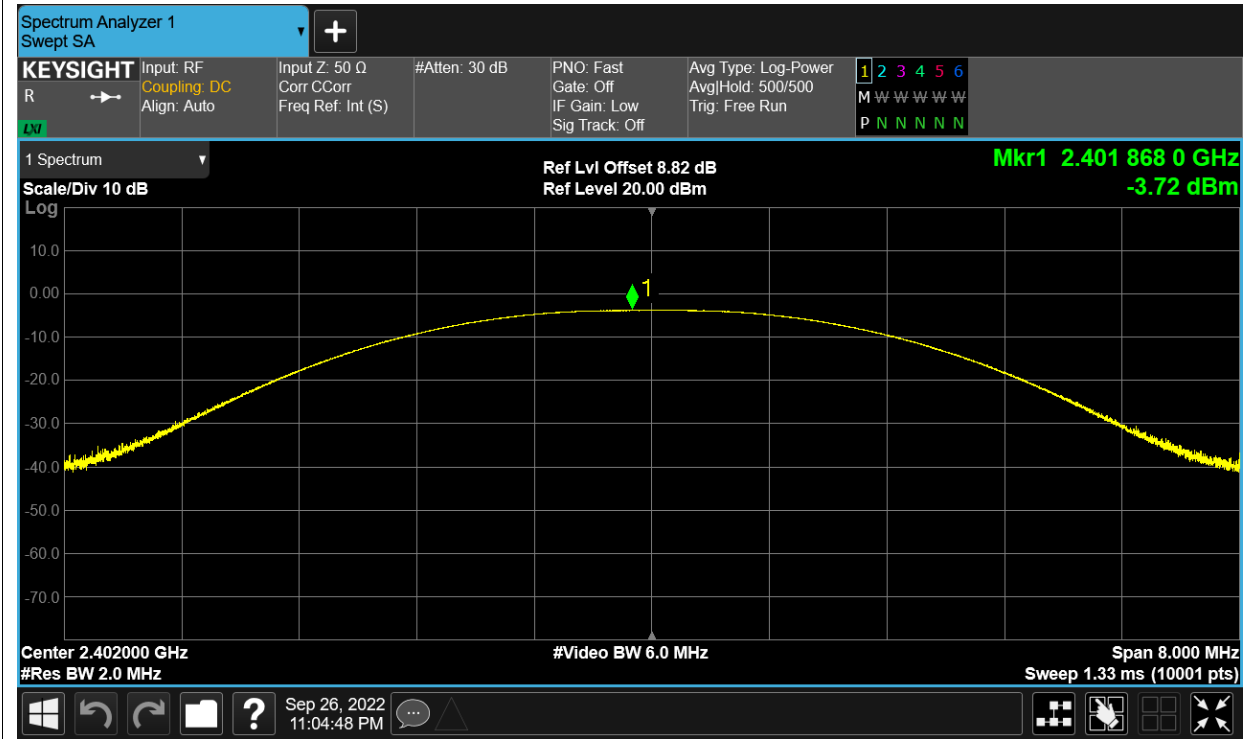 Spectrum Analyzer 1
Swept SA
KEYSIGHT
R
LXI
Input: RF
Coupling: DC
Align: Auto
Input Z: 50 Ω
Corr CCorr
Freq Ref: Int (S)
#Atten: 30 dB
PNO: Fast
Gate: Off
IF Gain: Low
Sig Track: Off
Avg Type: Log-Power
Avg|Hold: 500/500
Trig: Free Run
1 2 3 4 5 6
M W W W W W
P N N N N N
1 Spectrum
Scale/Div 10 dB
Log
Ref Lvl Offset 8.82 dB
Ref Level 20.00 dBm
Mkr1 2.401 868 0 GHz
-3.72 dBm
10.0
0.00
-10.0
-20.0
-30.0
-40.0
-50.0
-60.0
-70.0
1
Center 2.402000 GHz
#Res BW 2.0 MHz
#Video BW 6.0 MHz
Span 8.000 MHz
Sweep 1.33 ms (10001 pts)
?
Sep 26, 2022
11:04:48 PM